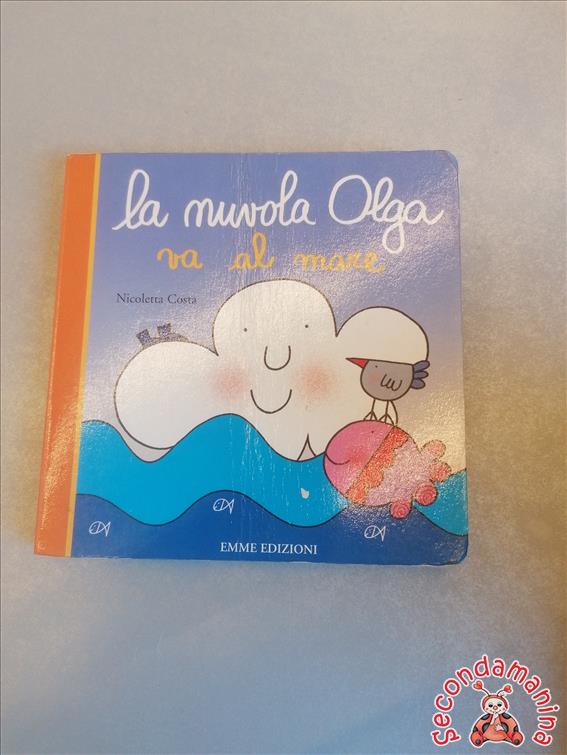 la nuvola Olga
va al mare
Nicoletta Costa
EMME EDIZIONI
Secondamanina